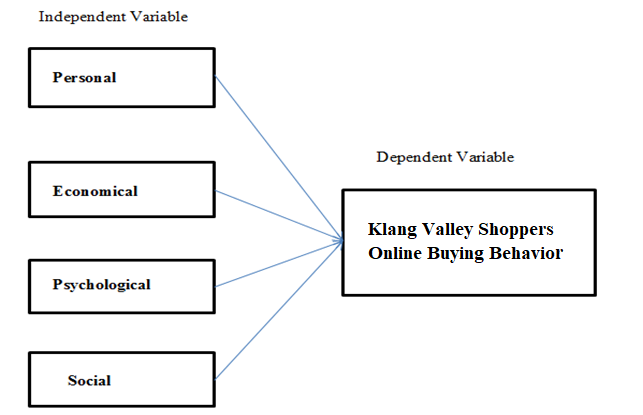 Independent Variable
Personal
Economical
Psychological
Social
Dependent Variable
Klang Valley Shoppers
Online Buying Behavior